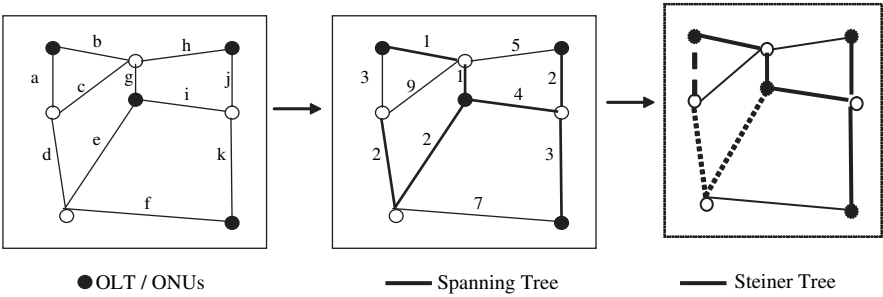 b h
a c g j
i
e
d k
f
1 5
3 9 1 2
4
2 2 3
7
OLT / ONUs Spanning Tree Steiner Tree